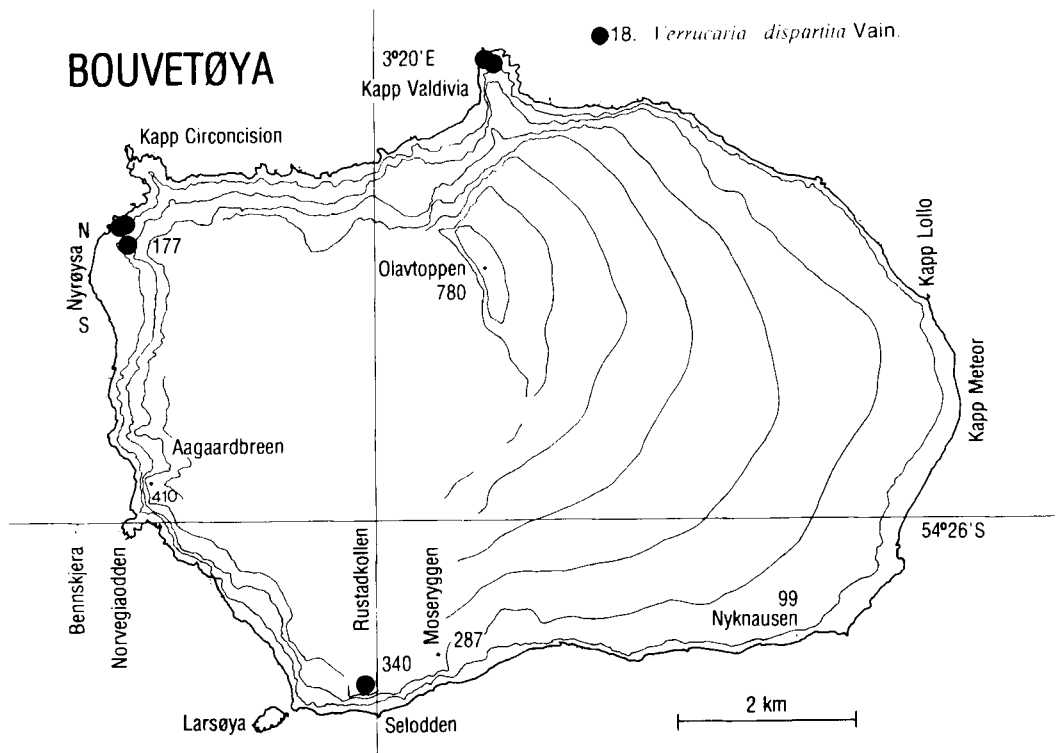 18. Verrucaria dispartita Vain.
BOUVETØYA
3°20'E
Kapp Valdivia
Kapp Circoncision
N
Nyrøysa
S
177
Olavtoppen
780
Kapp Lollo
Kapp Meteor
Aagaardbreen
410
54°26'S
Bennskjera
Norvegiaodden
Rustadkollen
Moseryggen
99
Nyknausen
287
340
2 km
Larsøya
Selodden